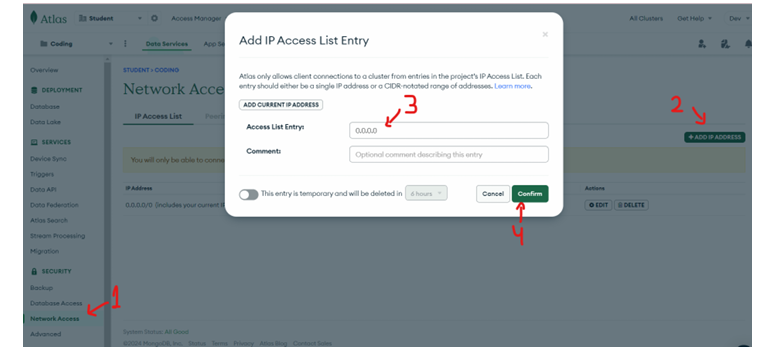 Atlas
Student
Access Manager
All Clusters
Get Help
Dev
Coding
Data Services
App Se
Add IP Access List Entry
×
Overview
DEPLOYMENT
Database
Data Lake
SERVICES
Device Sync
Triggers
Data API
Data Federation
Atlas Search
Stream Processing
Migration
SECURITY
Backup
Database Access
Network Access
Advanced
1
STUDENT > CODING
Network Acce
IP Access List
Peeri
2
+ ADD IP ADDRESS
You will only be able to conne
IP Address
Actions
0.0.0.0/0 (includes your current I
EDIT
DELETE
Atlas only allows client connections to a cluster from entries in the project's IP Access List. Each
entry should either be a single IP address or a CIDR-notated range of addresses. Learn more.
ADD CURRENT IP ADDRESS
3
Access List Entry:
0.0.0.0
Comment:
Optional comment describing this entry
This entry is temporary and will be deleted in
6 hours
Cancel
Confirm
4
System Status: All Good
©2024 MongoDB, Inc. Status Terms Privacy Atlas Blog Contact Sales